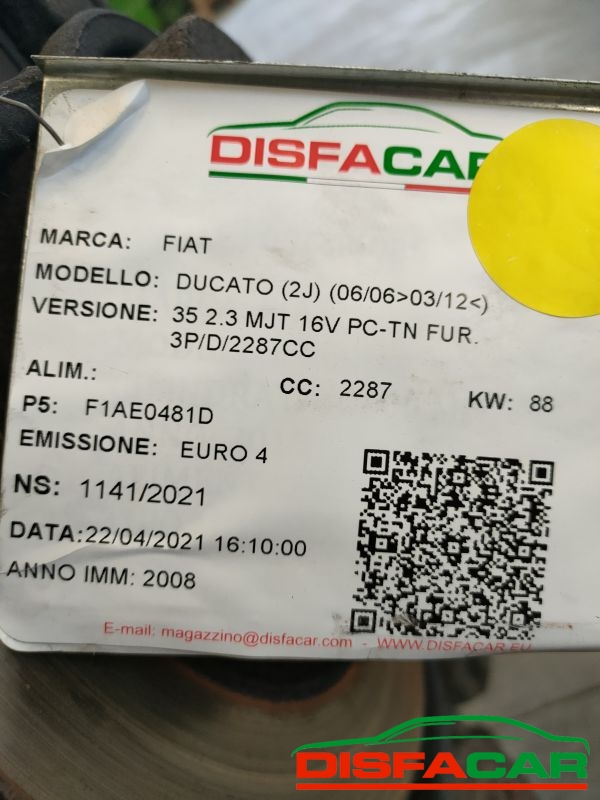 DISFACAR
MARCA: FIAT
MODELLO: DUCATO (2J) (06/06>03/12<)
VERSIONE: 35 2.3 MJT 16V PC-TN FUR.
3P/D/2287CC
ALIM.: CC: 2287 KW: 88
P5: F1AE0481D
EMISSIONE: EURO 4
NS: 1141/2021
DATA:22/04/2021 16:10:00
ANNO IMM: 2008
E-mail: magazzino@disfacar.com - WWW.DISFACAR.EU
DISFACAR